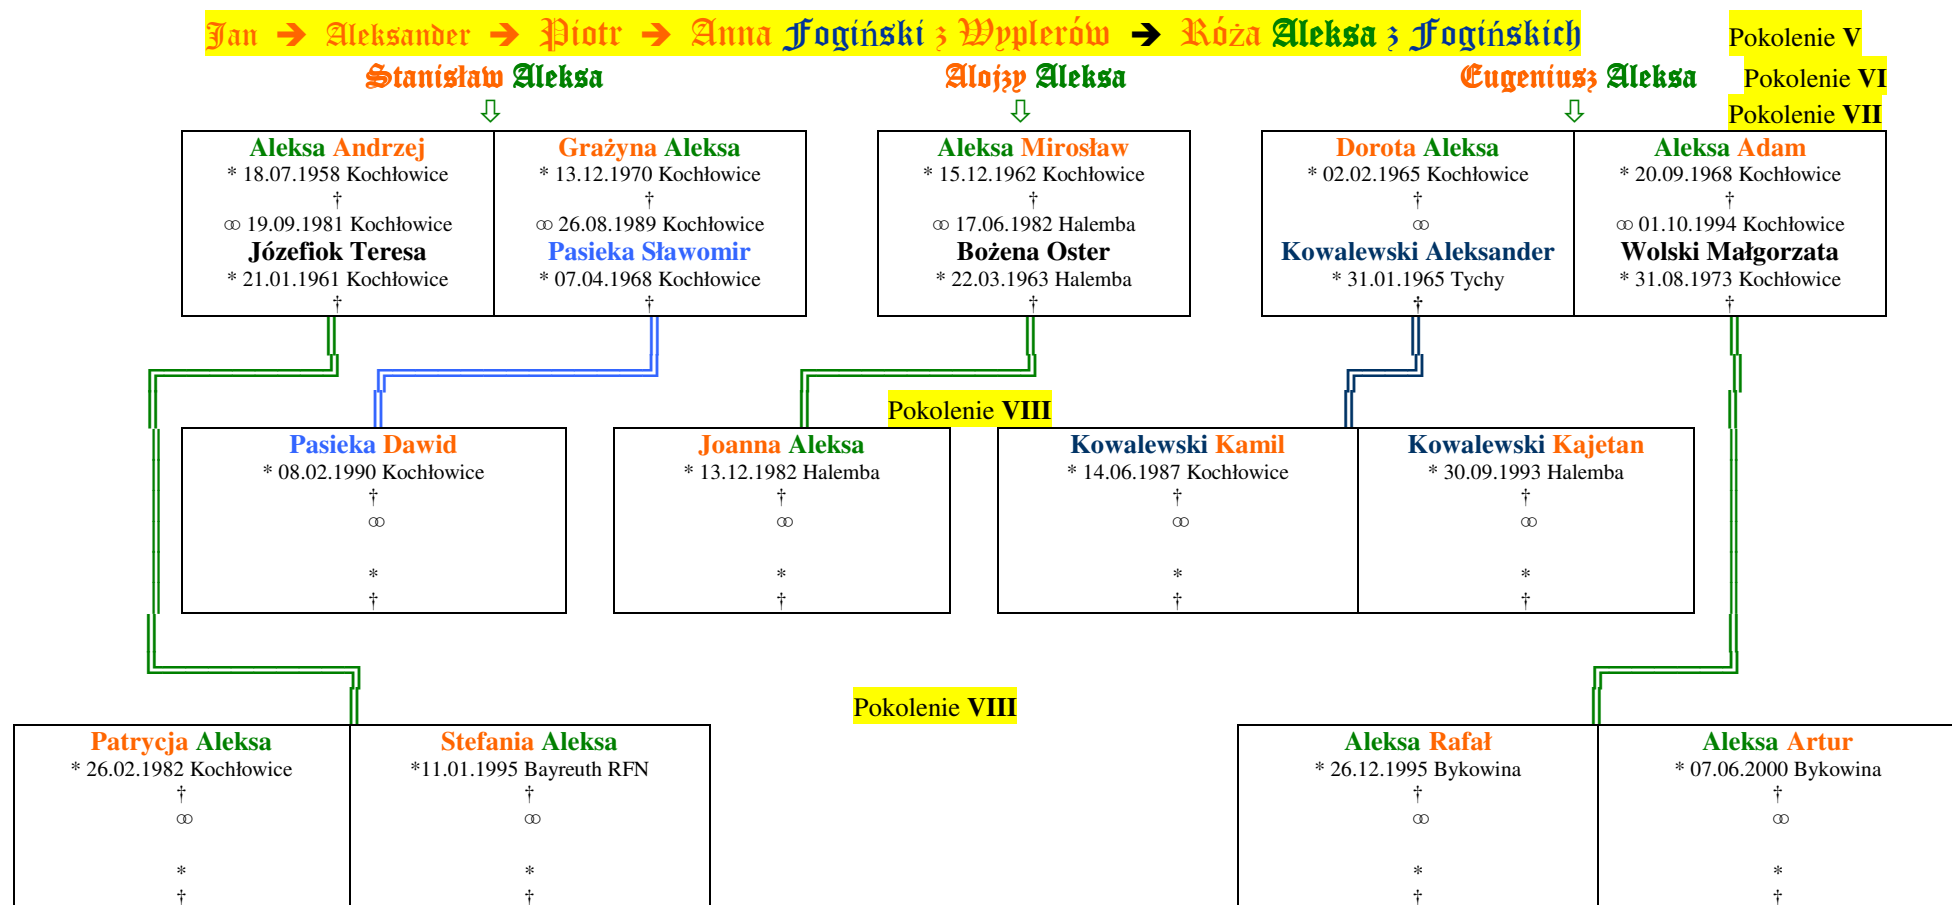 Jan ➔ Aleksander ➔ Piotr ➔ Anna Fogiński z Wyplerów ➔ Róża Aleksa z Fogińskich
Pokolenie V
Stanisław Aleksa
Alojzy Aleksa
Eugeniusz Aleksa
Pokolenie VI
⇩
⇩
⇩
Pokolenie VII
Aleksa Andrzej
* 18.07.1958 Kochłowice
†
∞ 19.09.1981 Kochłowice
Józefiok Teresa
* 21.01.1961 Kochłowice
†
Grażyna Aleksa
* 13.12.1970 Kochłowice
†
∞ 26.08.1989 Kochłowice
Pasieka Sławomir
* 07.04.1968 Kochłowice
†
Aleksa Mirosław
* 15.12.1962 Kochłowice
†
∞ 17.06.1982 Halemba
Bożena Oster
* 22.03.1963 Halemba
†
Dorota Aleksa
* 02.02.1965 Kochłowice
†
∞
Kowalewski Aleksander
* 31.01.1965 Tychy
†
Aleksa Adam
* 20.09.1968 Kochłowice
†
∞ 01.10.1994 Kochłowice
Wolski Małgorzata
* 31.08.1973 Kochłowice
†
Pokolenie VIII
Pasieka Dawid
* 08.02.1990 Kochłowice
†
∞
*
†
Joanna Aleksa
* 13.12.1982 Halemba
†
∞
*
†
Kowalewski Kamil
* 14.06.1987 Kochłowice
†
∞
*
†
Kowalewski Kajetan
* 30.09.1993 Halemba
†
∞
*
†
Pokolenie VIII
Patrycja Aleksa
* 26.02.1982 Kochłowice
†
∞
*
†
Stefania Aleksa
*11.01.1995 Bayreuth RFN
†
∞
*
†
Aleksa Rafał
* 26.12.1995 Bykowina
†
∞
*
†
Aleksa Artur
* 07.06.2000 Bykowina
†
∞
*
†